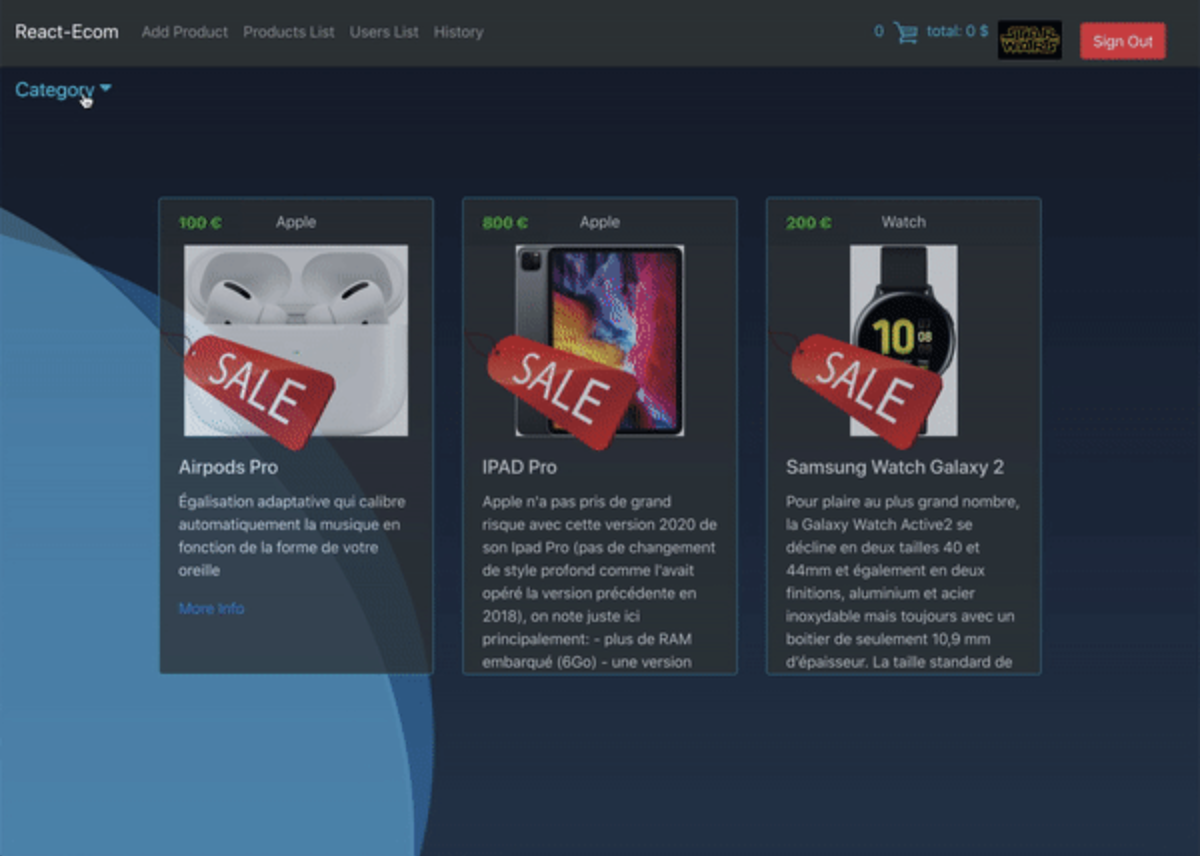 React-Ecom Add Product Products List Users List History 0 total: 0 $ STAR WARS Sign Out
Category
100 € Apple
SALE
Airpods Pro
Égalisation adaptative qui calibre
automatiquement la musique en
fonction de la forme de votre
oreille
More Info
800 € Apple
SALE
IPAD Pro
Apple n'a pas pris de grand
risque avec cette version 2020 de
son Ipad Pro (pas de changement
de style profond comme l'avait
opéré la version précédente en
2018), on note juste ici
principalement: - plus de RAM
embarqué (6Go) - une version
200 € Watch
10 08
SALE
Samsung Watch Galaxy 2
Pour plaire au plus grand nombre,
la Galaxy Watch Active2 se
décline en deux tailles 40 et
44mm et également en deux
finitions, aluminium et acier
inoxydable mais toujours avec un
boitier de seulement 10,9 mm
d'épaisseur. La taille standard de